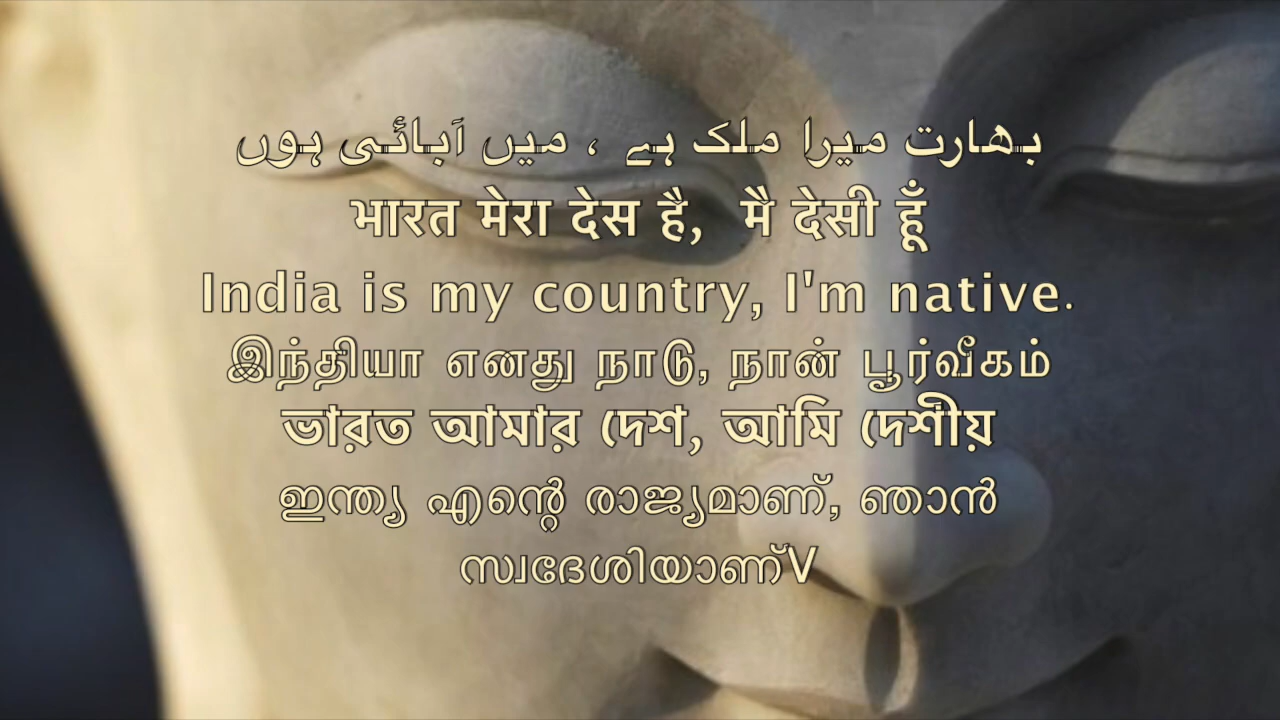 بھارت میرا ملک ہے ، میں آبائی ہوں
भारत मेरा देस है, मै देसी हूँ
India is my country, I'm native.
இந்தியா எனது நாடு, நான் பூர்வீகம்
ভারত আমার দেশ, আমি দেশীয়
ഇന്ത്യ എന്റെ രാജ്യമാണ്, ഞാൻ
സ്വദേശിയാണ്V